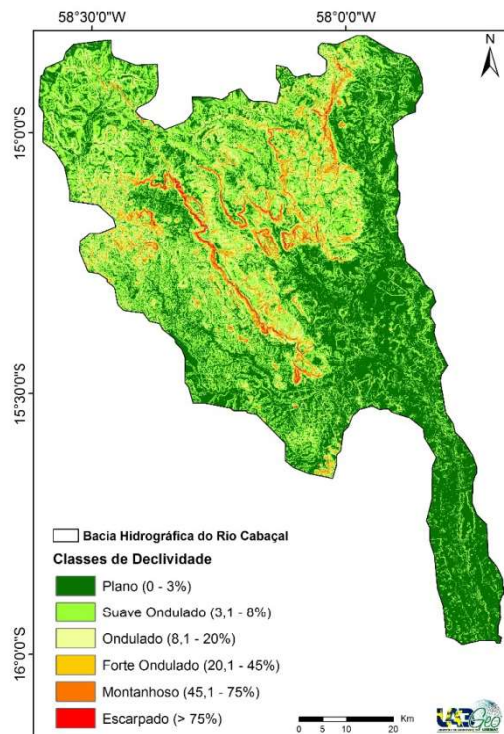 58°30'0"W
58°0'0"W
N
15°0'0"S
15°30'0"S
16°0'0"S
Bacia Hidrográfica do Rio Cabaçal
Classes de Declividade
Plano (0 - 3%)
Suave Ondulado (3,1 - 8%)
Ondulado (8,1 - 20%)
Forte Ondulado (20,1 - 45%)
Montanhoso (45,1 - 75%)
Escarpado (> 75%)
0 5 10 20 Km
Geo